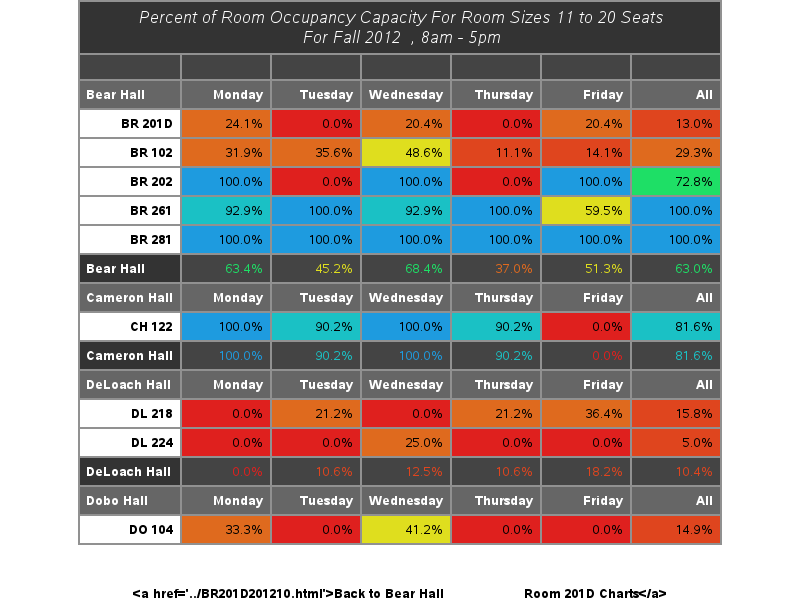 Percent of Room Occupancy Capacity For Room Sizes 11 to 20 Seats
For Fall 2012 , 8am - 5pm
Bear Hall Monday Tuesday Wednesday Thursday Friday All
BR 201D 24.1% 0.0% 20.4% 0.0% 20.4% 13.0%
BR 102 31.9% 35.6% 48.6% 11.1% 14.1% 29.3%
BR 202 100.0% 0.0% 100.0% 0.0% 100.0% 72.8%
BR 261 92.9% 100.0% 92.9% 100.0% 59.5% 100.0%
BR 281 100.0% 100.0% 100.0% 100.0% 100.0% 100.0%
Bear Hall 63.4% 45.2% 68.4% 37.0% 51.3% 63.0%
Cameron Hall Monday Tuesday Wednesday Thursday Friday All
CH 122 100.0% 90.2% 100.0% 90.2% 0.0% 81.6%
Cameron Hall 100.0% 90.2% 100.0% 90.2% 0.0% 81.6%
DeLoach Hall Monday Tuesday Wednesday Thursday Friday All
DL 218 0.0% 21.2% 0.0% 21.2% 36.4% 15.8%
DL 224 0.0% 0.0% 25.0% 0.0% 0.0% 5.0%
DeLoach Hall 0.0% 10.6% 12.5% 10.6% 18.2% 10.4%
Dobo Hall Monday Tuesday Wednesday Thursday Friday All
DO 104 33.3% 0.0% 41.2% 0.0% 0.0% 14.9%
<a href='../BR201D201210.html'>Back to Bear Hall Room 201D Charts</a>